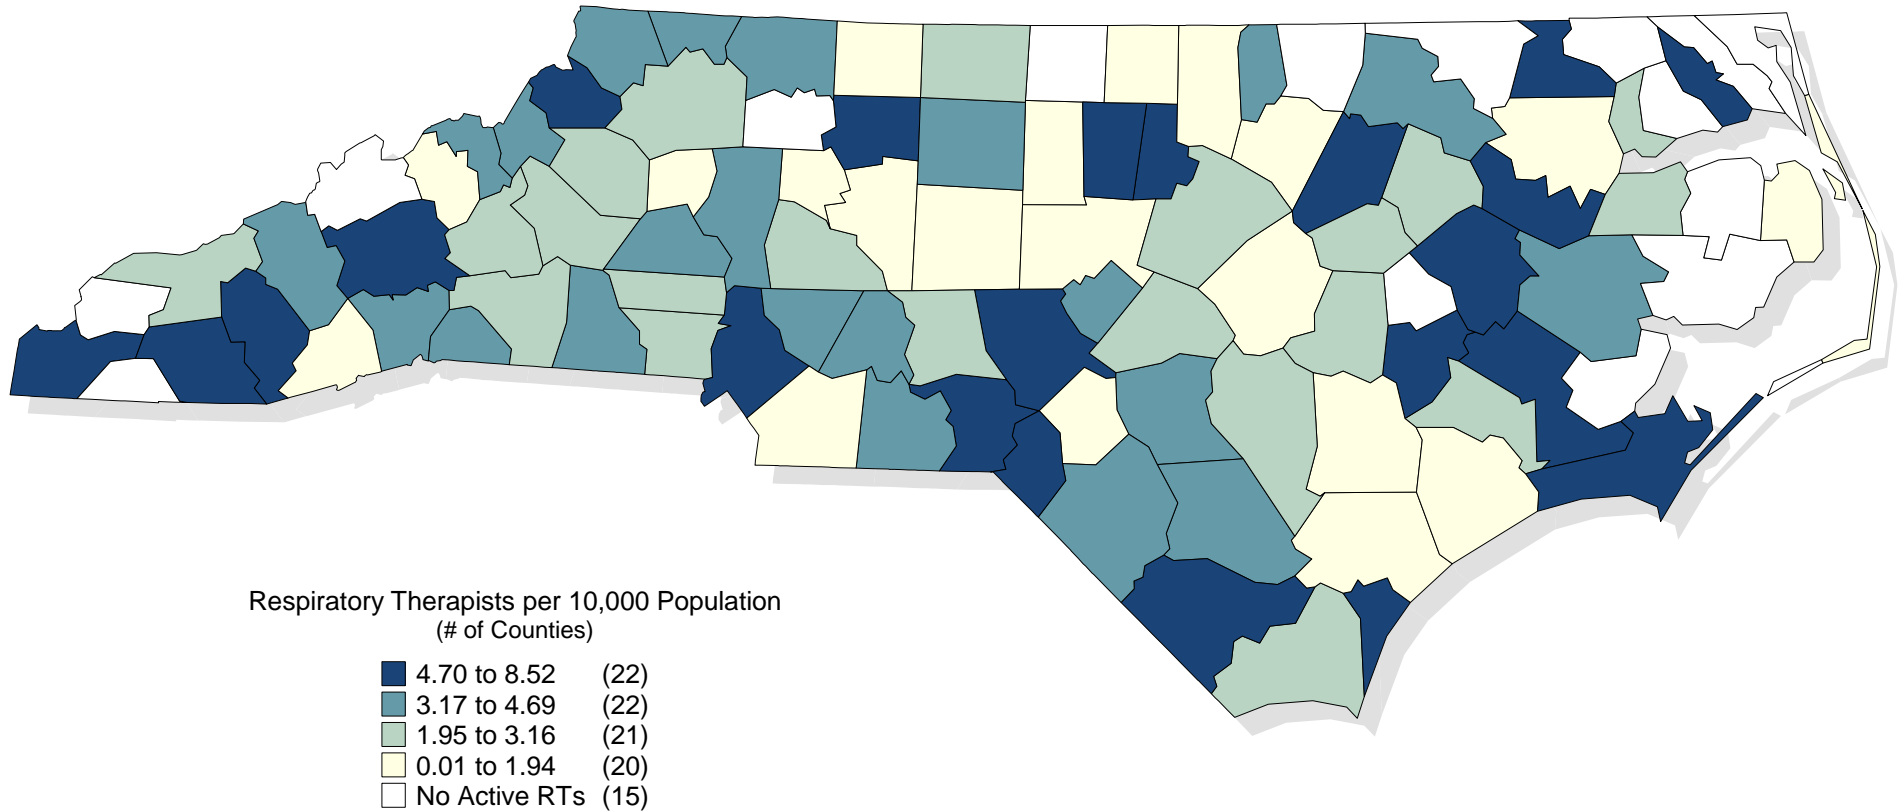 Respiratory Therapists per 10,000 Population
(# of Counties)
4.70 to 8.52 (22)
3.17 to 4.69 (22)
1.95 to 3.16 (21)
0.01 to 1.94 (20)
No Active RTs (15)